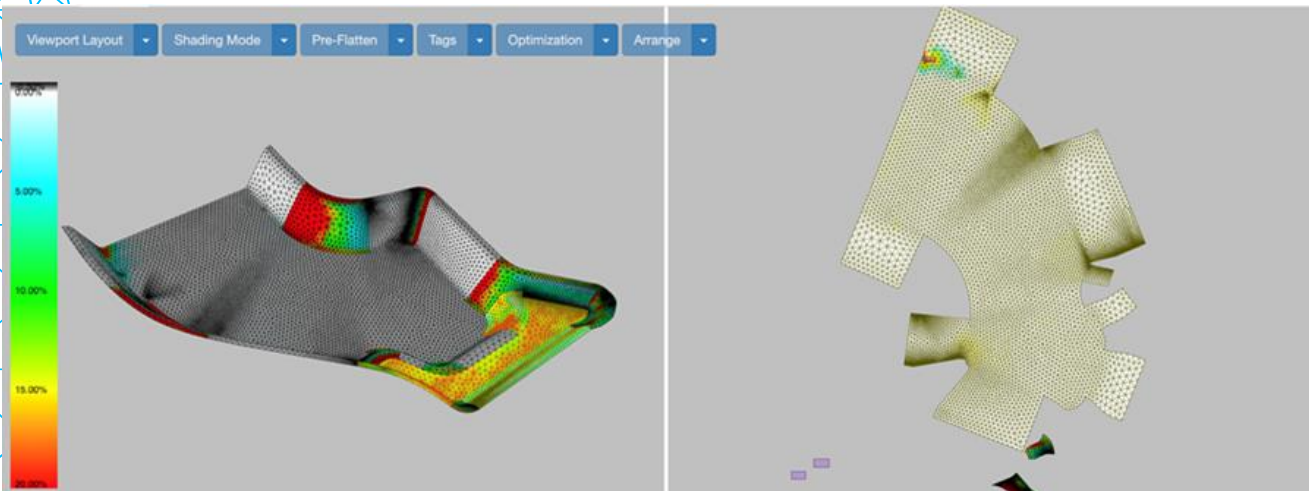 Viewport Layout
Shading Mode
Pre-Flatten
Tags
Optimization
Arrange
0.00%
5.00%
10.00%
15.00%
20.00%